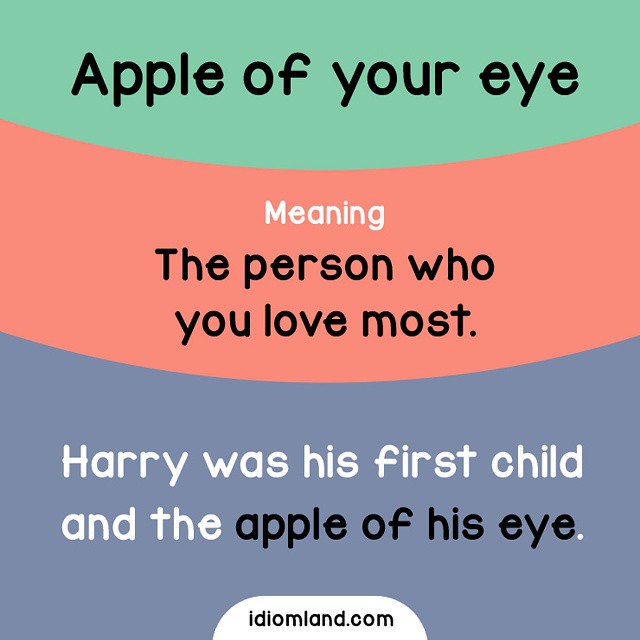 Apple of your eye
Meaning
The person who
you love most.
Harry was his first child
and the apple of his eye.
idiomland.com